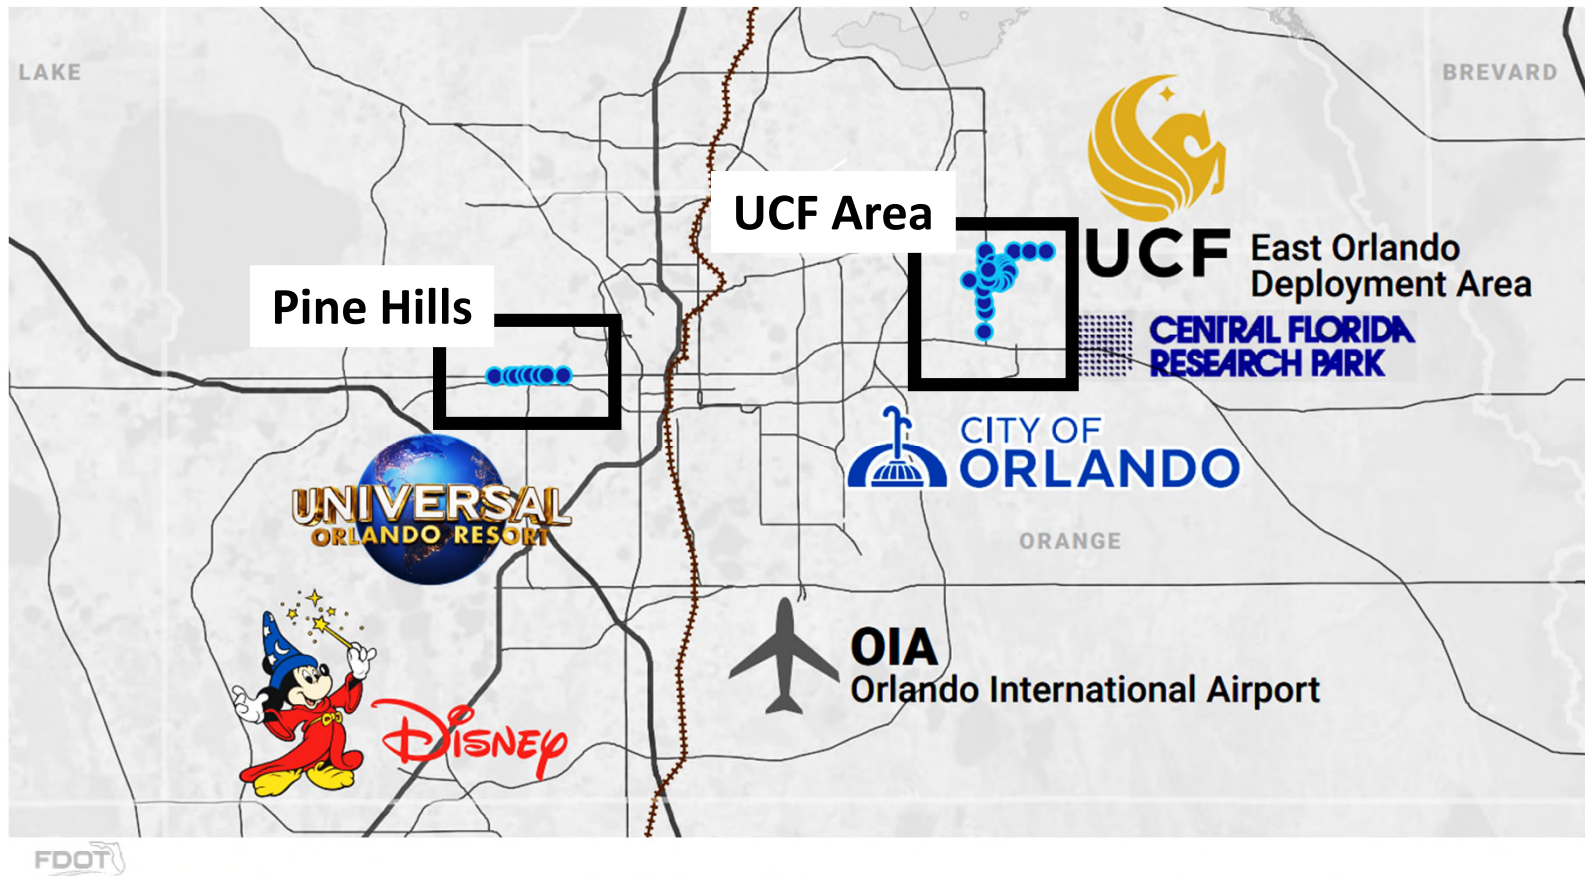 LAKE
BREVARD
UCF Area
UCF
East Orlando
Deployment Area
Pine Hills
CENTRAL FLORIDA
RESEARCH PARK
CITY OF
ORLANDO
UNIVERSAL
ORLANDO RESORT
ORANGE
OIA
Orlando International Airport
DISNEY
FDOT